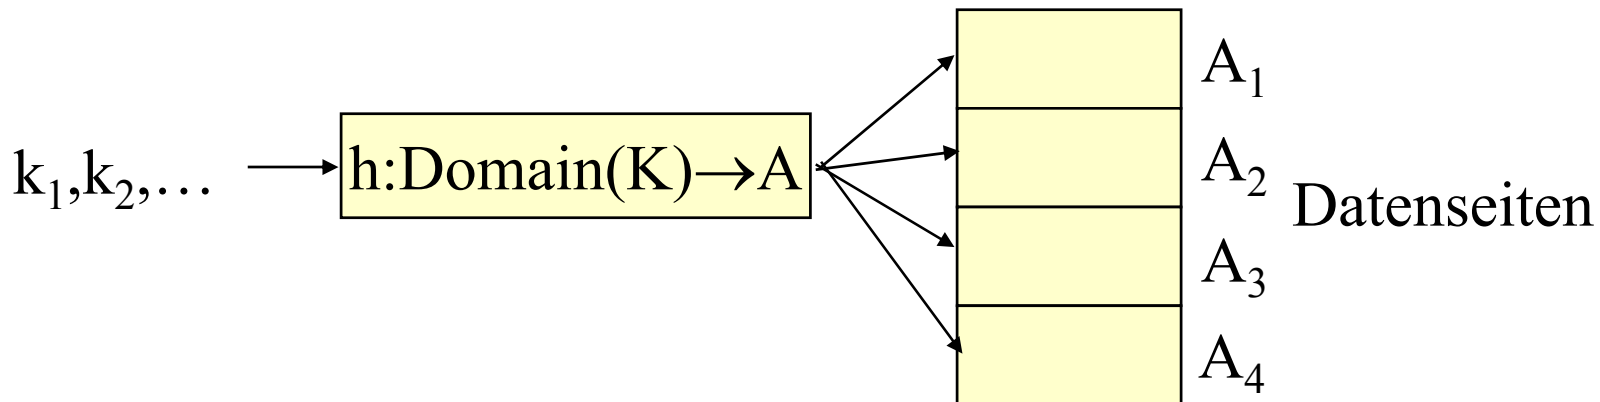 k₁,k₂,…
h:Domain(K)→A
A₁
A₂
A₃
A₄
Datenseiten